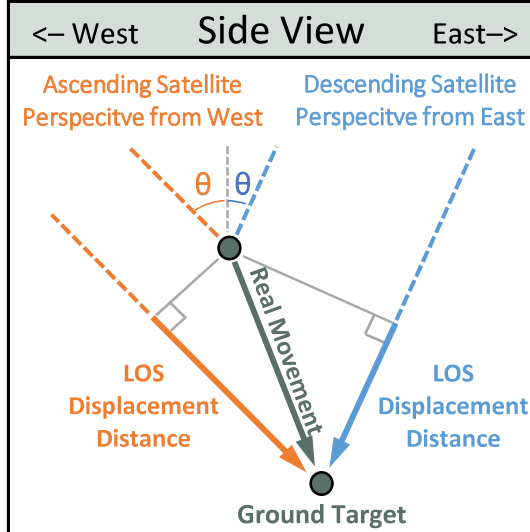 <– West Side View East–>
Ascending Satellite
Perspecitve from West
Descending Satellite
Perspecitve from East
θ θ
Real Movement
LOS
Displacement
Distance
LOS
Displacement
Distance
Ground Target